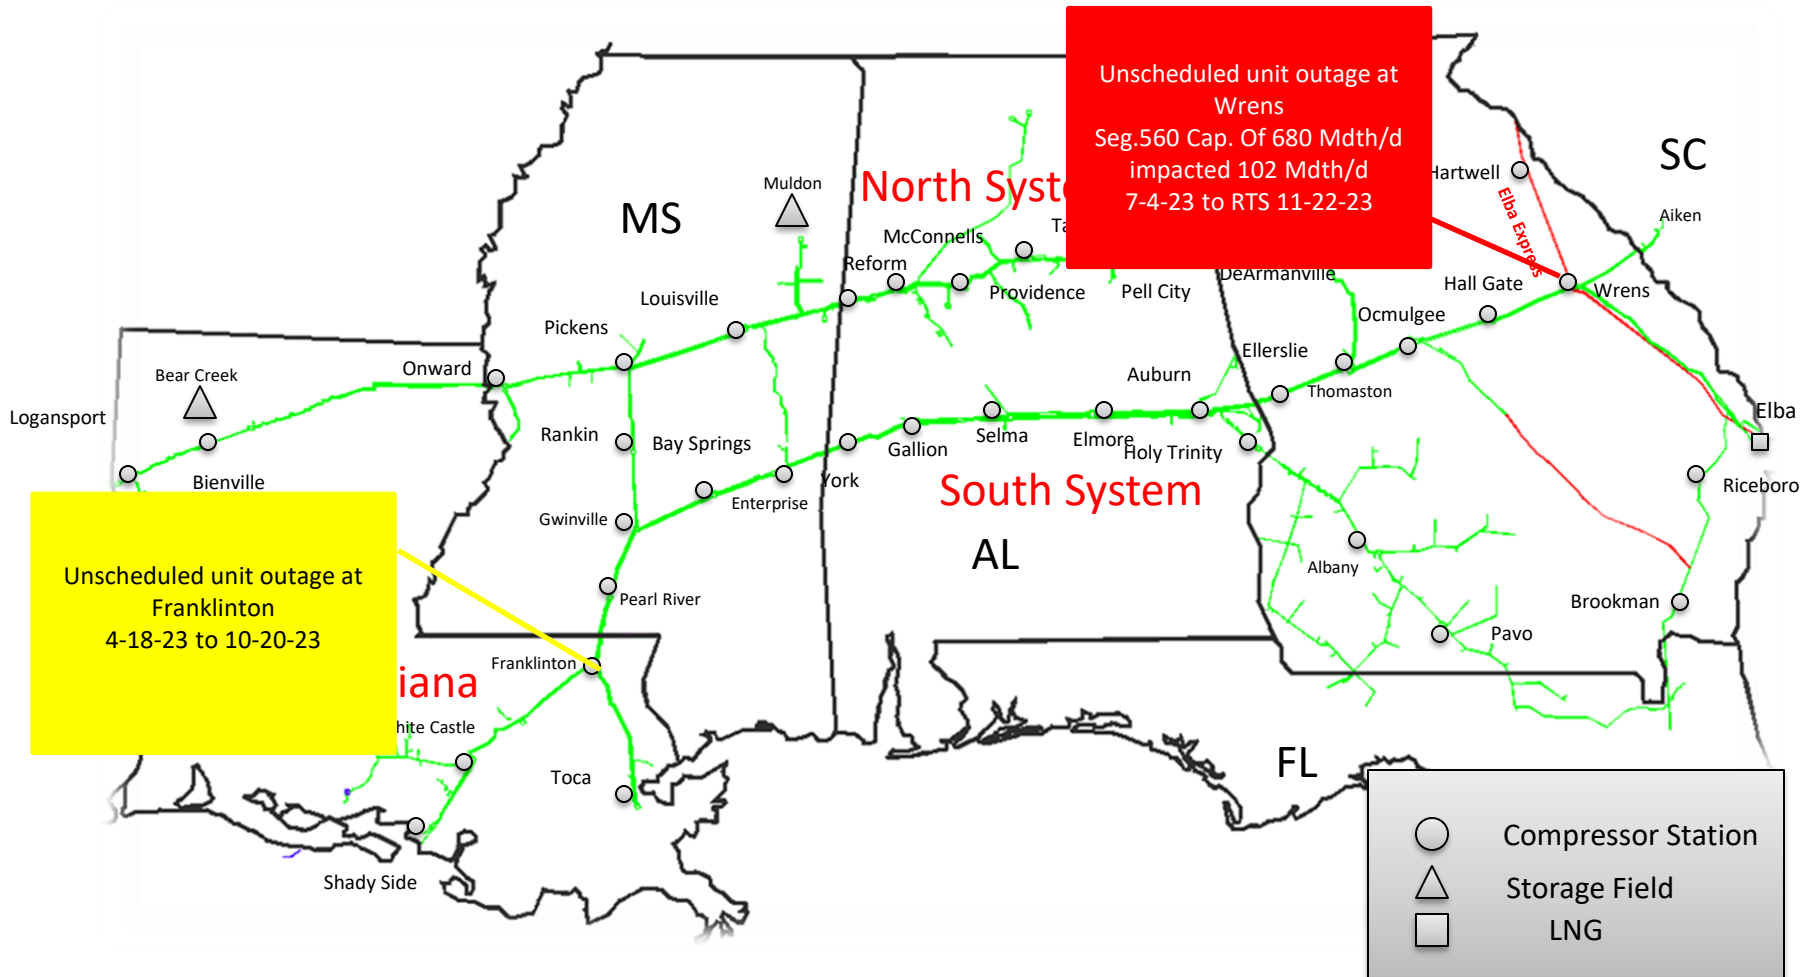 Unscheduled unit outage at
Wrens
Seg.560 Cap. Of 680 Mdth/d
impacted 102 Mdth/d
7-4-23 to RTS 11-22-23
SC
Hartwell
Muldon
North Syst
MS
Elba Express
Aiken
Ta
McConnells
Reform
DeArmanville
Hall Gate
Wrens
Louisville
Providence
Pell City
Pickens
Ocmulgee
Ellerslie
Onward
Bear Creek
Auburn
Thomaston
Logansport
Elba
Rankin
Bay Springs
Selma
Elmore
Gallion
Holy Trinity
Bienville
York
South System
Riceboro
Enterprise
Gwinville
AL
Albany
Unscheduled unit outage at
Franklinton
4-18-23 to 10-20-23
Pearl River
Brookman
Pavo
Franklinton
iana
hite Castle
Toca
FL
Shady Side
Compressor Station
Storage Field
LNG